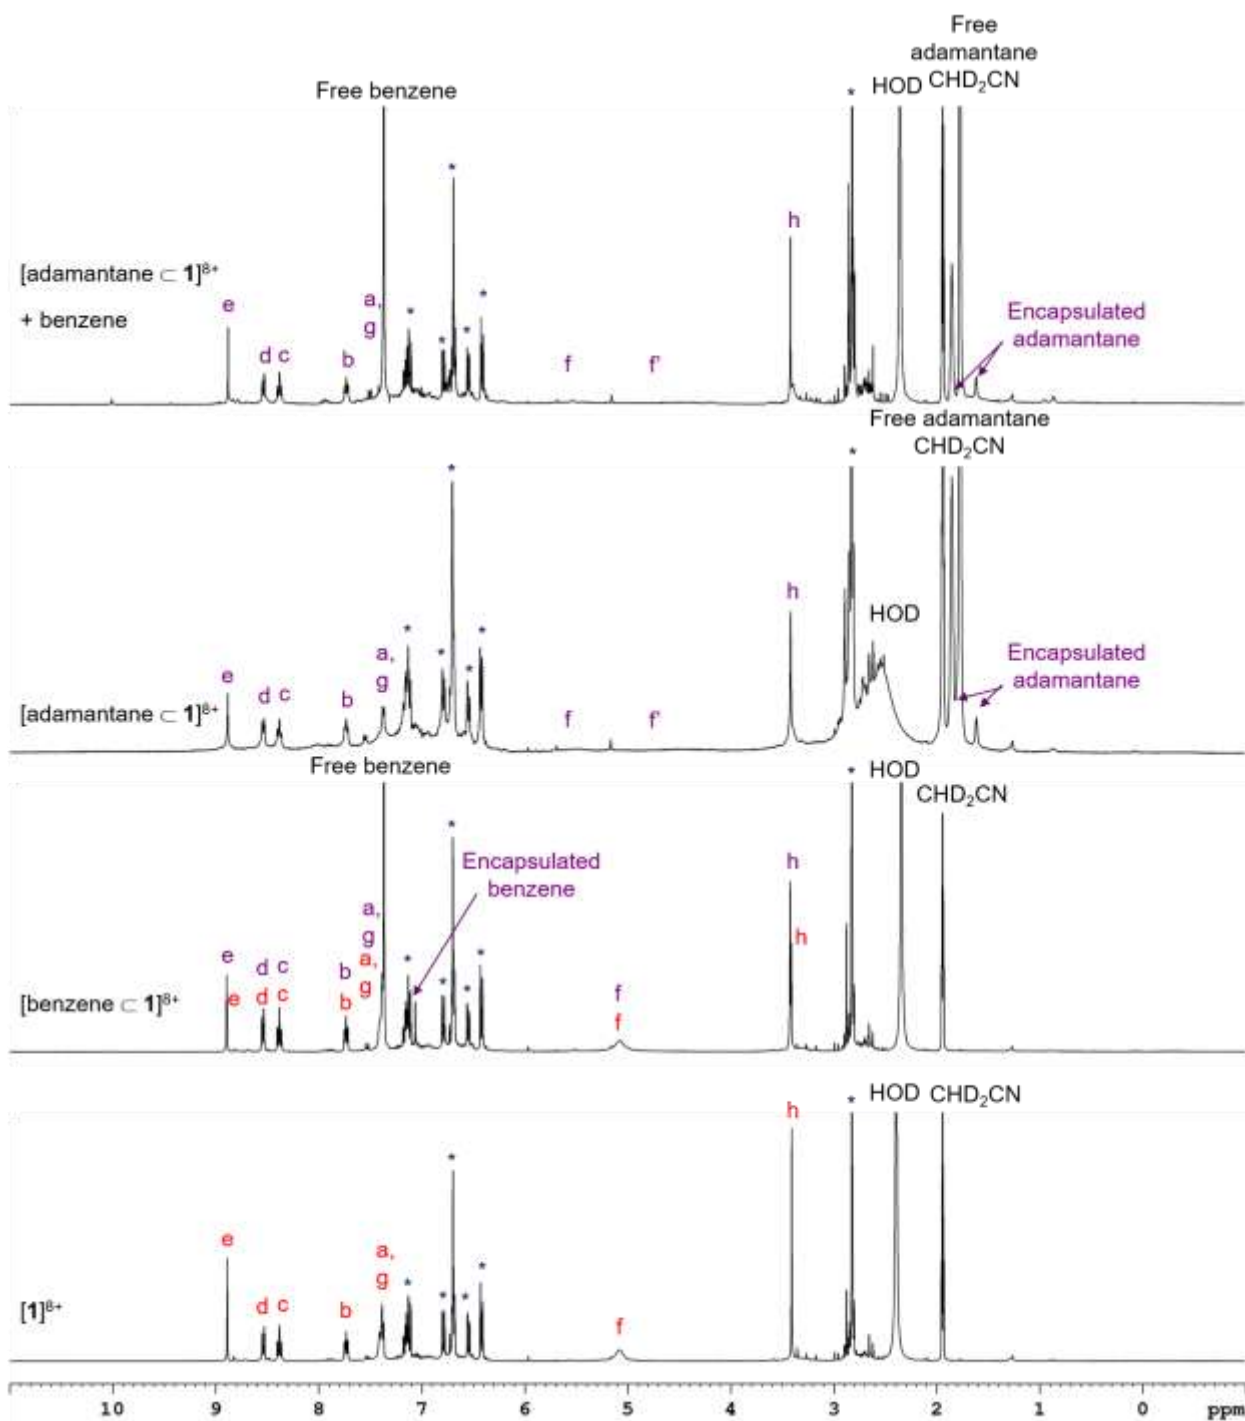 Free
adamantane
CHD₂CN
HOD
*
Free benzene
*
h
[adamantane ⊂ 1]⁸⁺
+ benzene
e
d
c
b
a,
g
*
*
*
*
f
f'
Encapsulated
adamantane
Free adamantane
CHD₂CN
*
*
HOD
h
[adamantane ⊂ 1]⁸⁺
e
d
c
b
a,
g
*
*
*
*
f
f'
Encapsulated
adamantane
Free benzene
*
HOD
CHD₂CN
*
Encapsulated
benzene
h
h
[benzene ⊂ 1]⁸⁺
e
d
c
b
a,
g
e
d
c
b
a,
g
*
*
*
*
f
f
HOD
CHD₂CN
*
h
*
[1]⁸⁺
e
d
c
b
a,
g
*
*
*
*
f
10 9 8 7 6 5 4 3 2 1 0 ppm